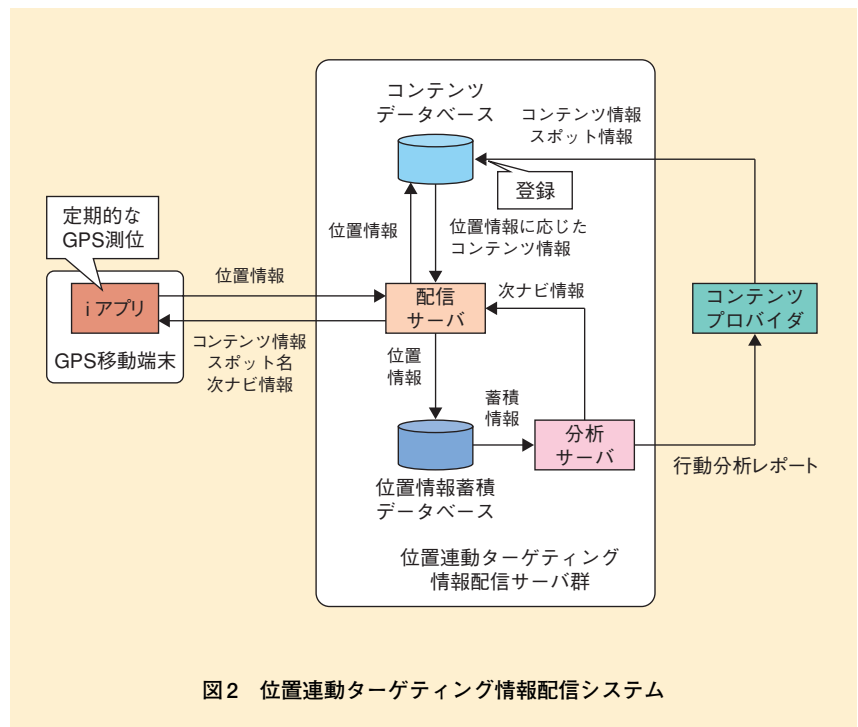 コンテンツ
データベース
コンテンツ情報
スポット情報
登録
定期的な
GPS測位
位置情報
位置情報に応じた
コンテンツ情報
位置情報
iアプリ
配信
サーバ
次ナビ情報
コンテンツ
プロバイダ
GPS移動端末
コンテンツ情報
スポット名
次ナビ情報
位置
情報
蓄積
情報
分析
サーバ
行動分析レポート
位置情報蓄積
データベース
位置連動ターゲティング
情報配信サーバ群
図2 位置連動ターゲティング情報配信システム